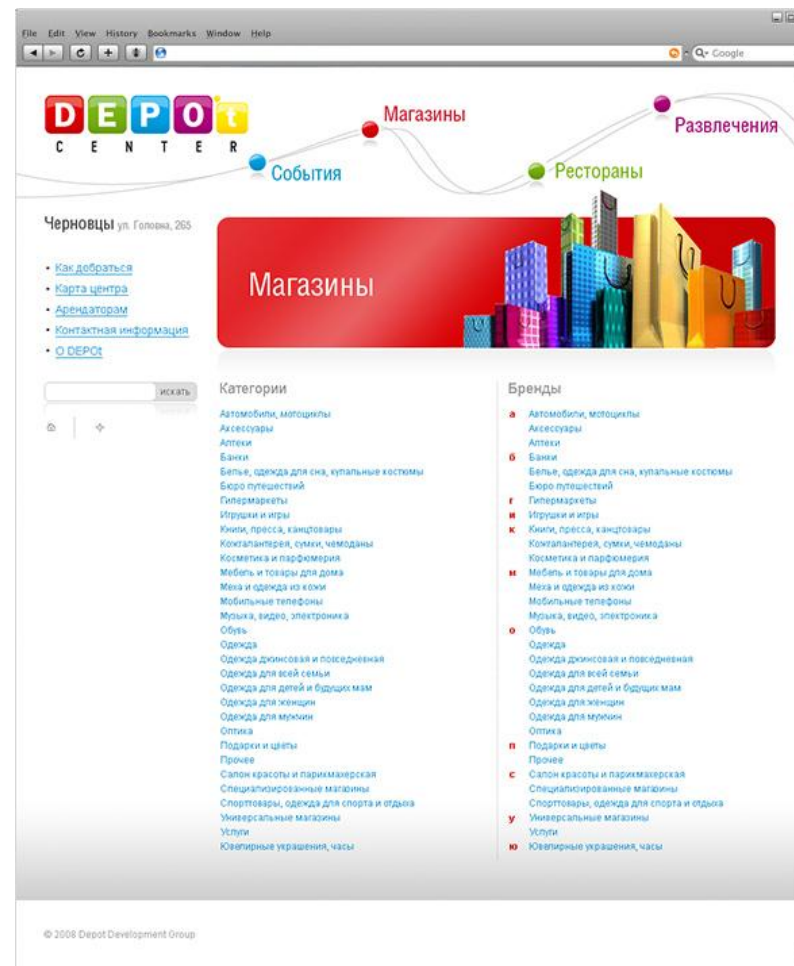 File Edit View History Bookmarks Window Help
Google
DEPOt
CENTER
Магазины
Развлечения
События
Рестораны
Черновцы ул. Головна, 265
Магазины
• Как добраться
• Карта центра
• Арендаторам
• Контактная информация
• О DEPOt
искать
Категории
Автомобили, мотоциклы
Аксессуары
Аптеки
Банки
Белье, одежда для сна, купальные костюмы
Бюро путешествий
Гипермаркеты
Игрушки и игры
Книги, пресса, канцтовары
Кожгалантерея, сумки, чемоданы
Косметика и парфюмерия
Мебель и товары для дома
Меха и одежда из кожи
Мобильные телефоны
Музыка, видео, электроника
Обувь
Одежда
Одежда джинсовая и повседневная
Одежда для всей семьи
Одежда для детей и будущих мам
Одежда для женщин
Одежда для мужчин
Оптика
Подарки и цветы
Прочее
Салон красоты и парикмахерская
Специализированные магазины
Спорттовары, одежда для спорта и отдыха
Универсальные магазины
Услуги
Ювелирные украшения, часы
Бренды
а Автомобили, мотоциклы
Аксессуары
Аптеки
б Банки
Белье, одежда для сна, купальные костюмы
Бюро путешествий
г Гипермаркеты
и Игрушки и игры
к Книги, пресса, канцтовары
Кожгалантерея, сумки, чемоданы
Косметика и парфюмерия
м Мебель и товары для дома
Меха и одежда из кожи
Мобильные телефоны
Музыка, видео, электроника
о Обувь
Одежда
Одежда джинсовая и повседневная
Одежда для всей семьи
Одежда для детей и будущих мам
Одежда для женщин
Одежда для мужчин
Оптика
п Подарки и цветы
Прочее
с Салон красоты и парикмахерская
Специализированные магазины
Спорттовары, одежда для спорта и отдыха
у Универсальные магазины
Услуги
ю Ювелирные украшения, часы
© 2008 Depot Development Group